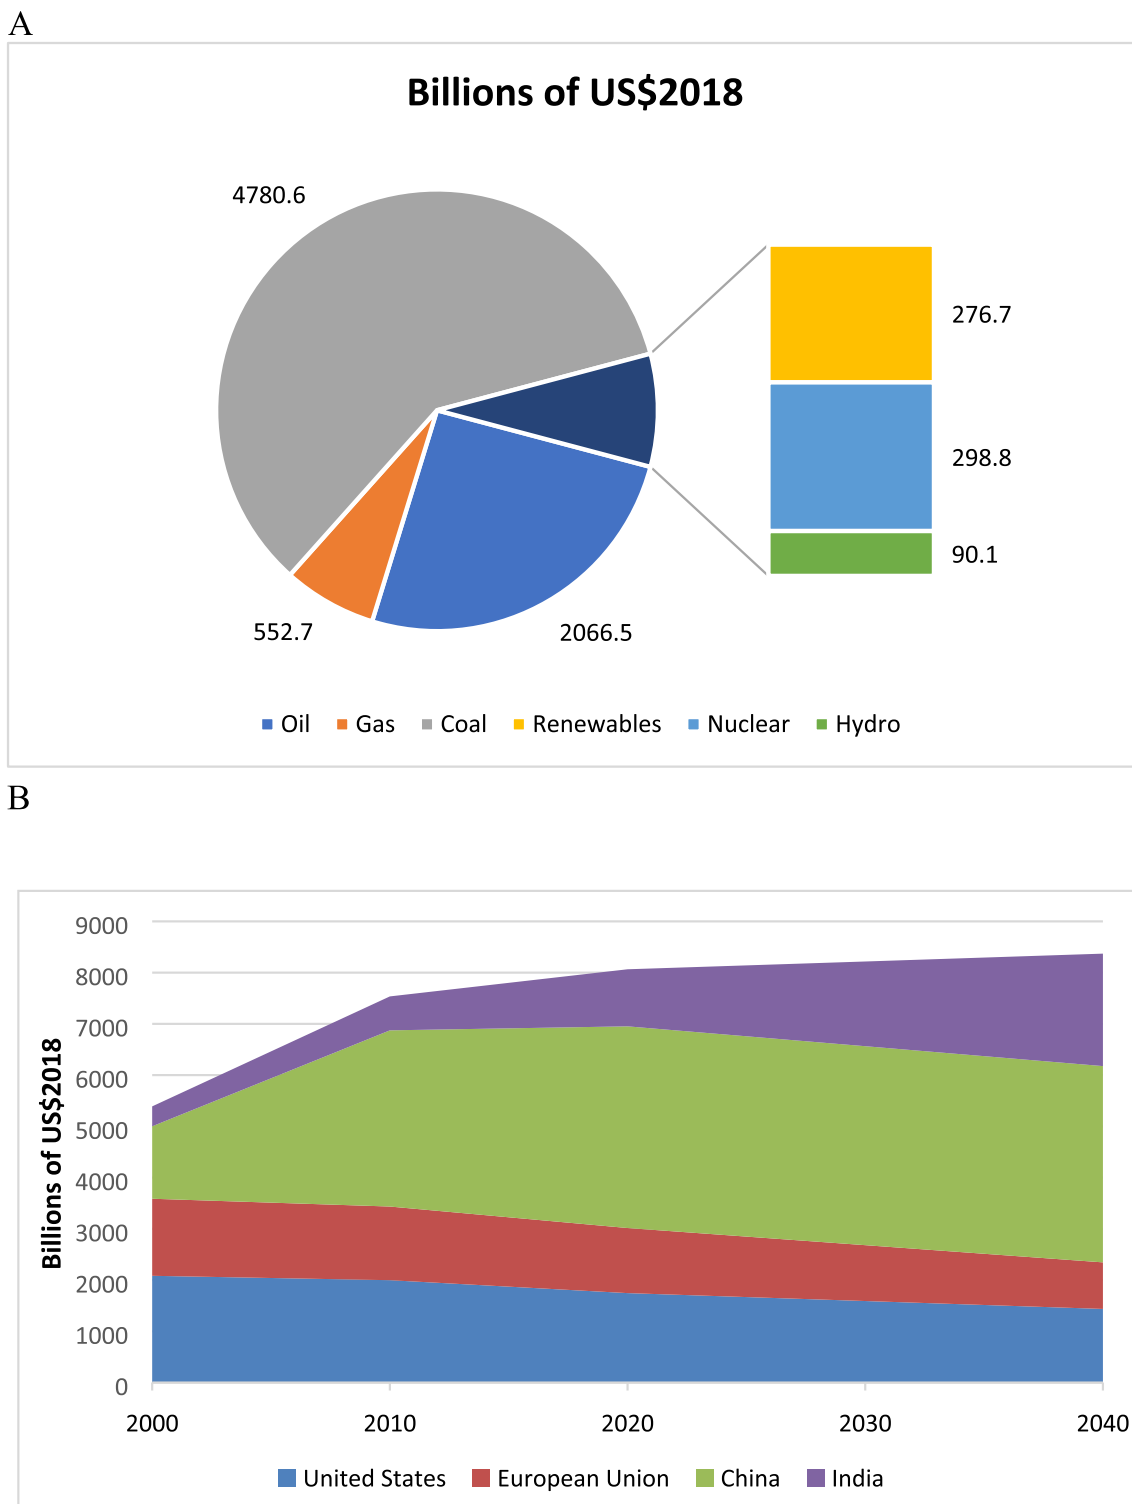 A
Billions of US$2018
4780.6
276.7
298.8
90.1
552.7
2066.5
Oil Gas Coal Renewables Nuclear Hydro
B
Billions of US$2018
9000
8000
7000
6000
5000
4000
3000
2000
1000
0
2000 2010 2020 2030 2040
United States European Union China India